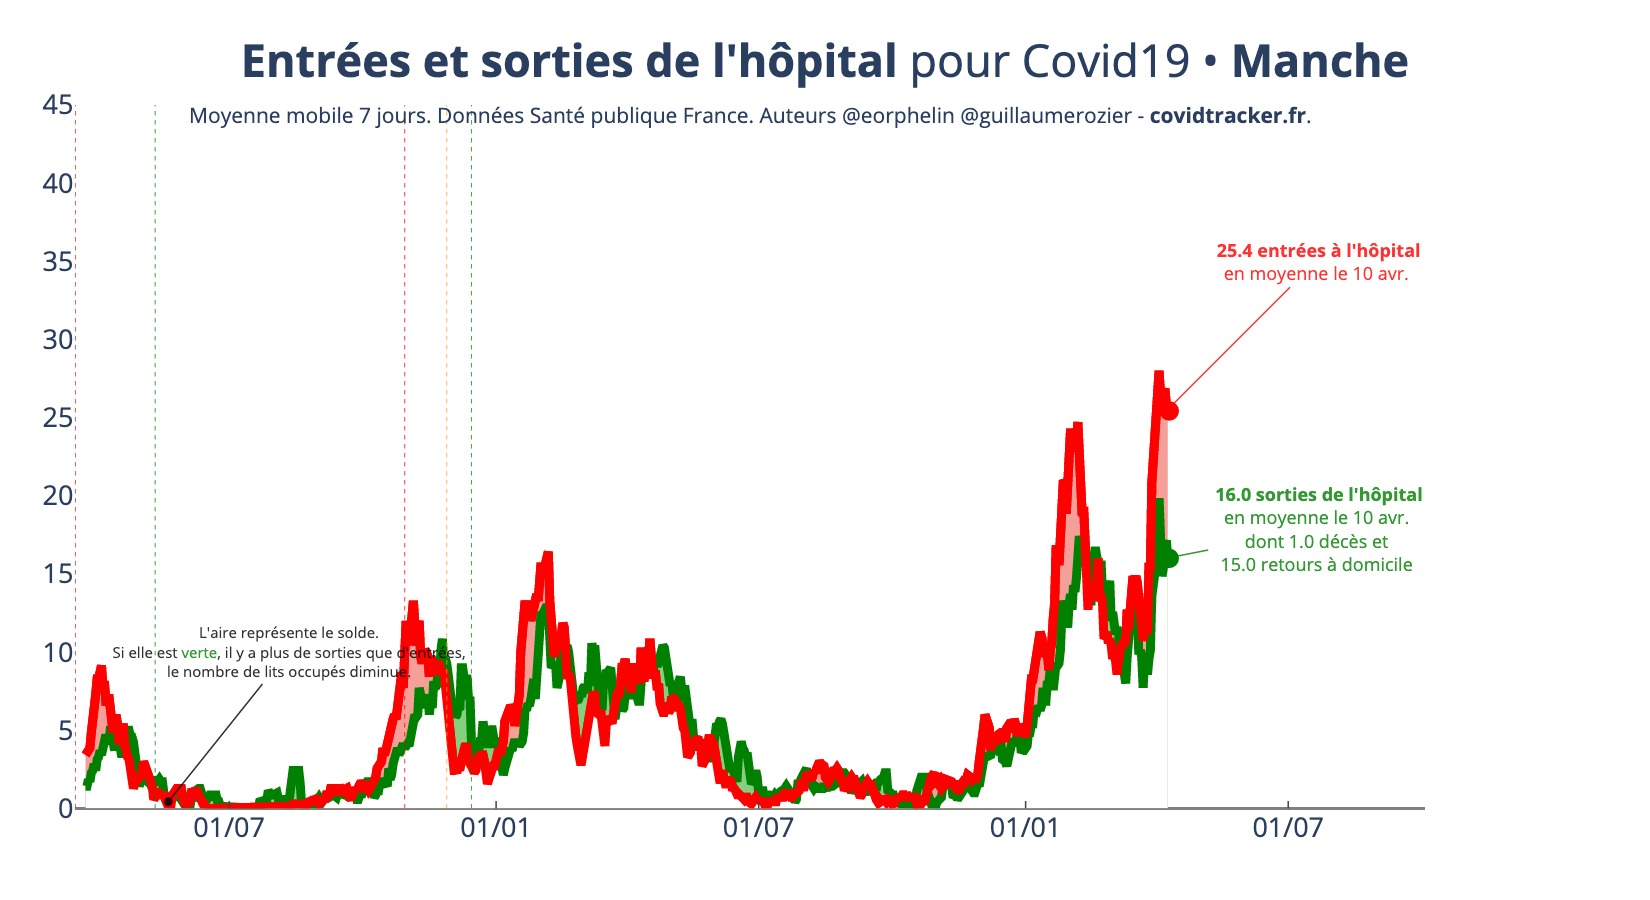 Entrées et sorties de l'hôpital pour Covid19 • Manche
Moyenne mobile 7 jours. Données Santé publique France. Auteurs @eorphelin @guillaumerozier - covidtracker.fr.
45
40
35
30
25
20
15
10
5
0
25.4 entrées à l'hôpital
en moyenne le 10 avr.
16.0 sorties de l'hôpital
en moyenne le 10 avr.
dont 1.0 décès et
15.0 retours à domicile
L'aire représente le solde.
Si elle est verte, il y a plus de sorties que d'entrées,
le nombre de lits occupés diminue.
01/07
01/01
01/07
01/01
01/07